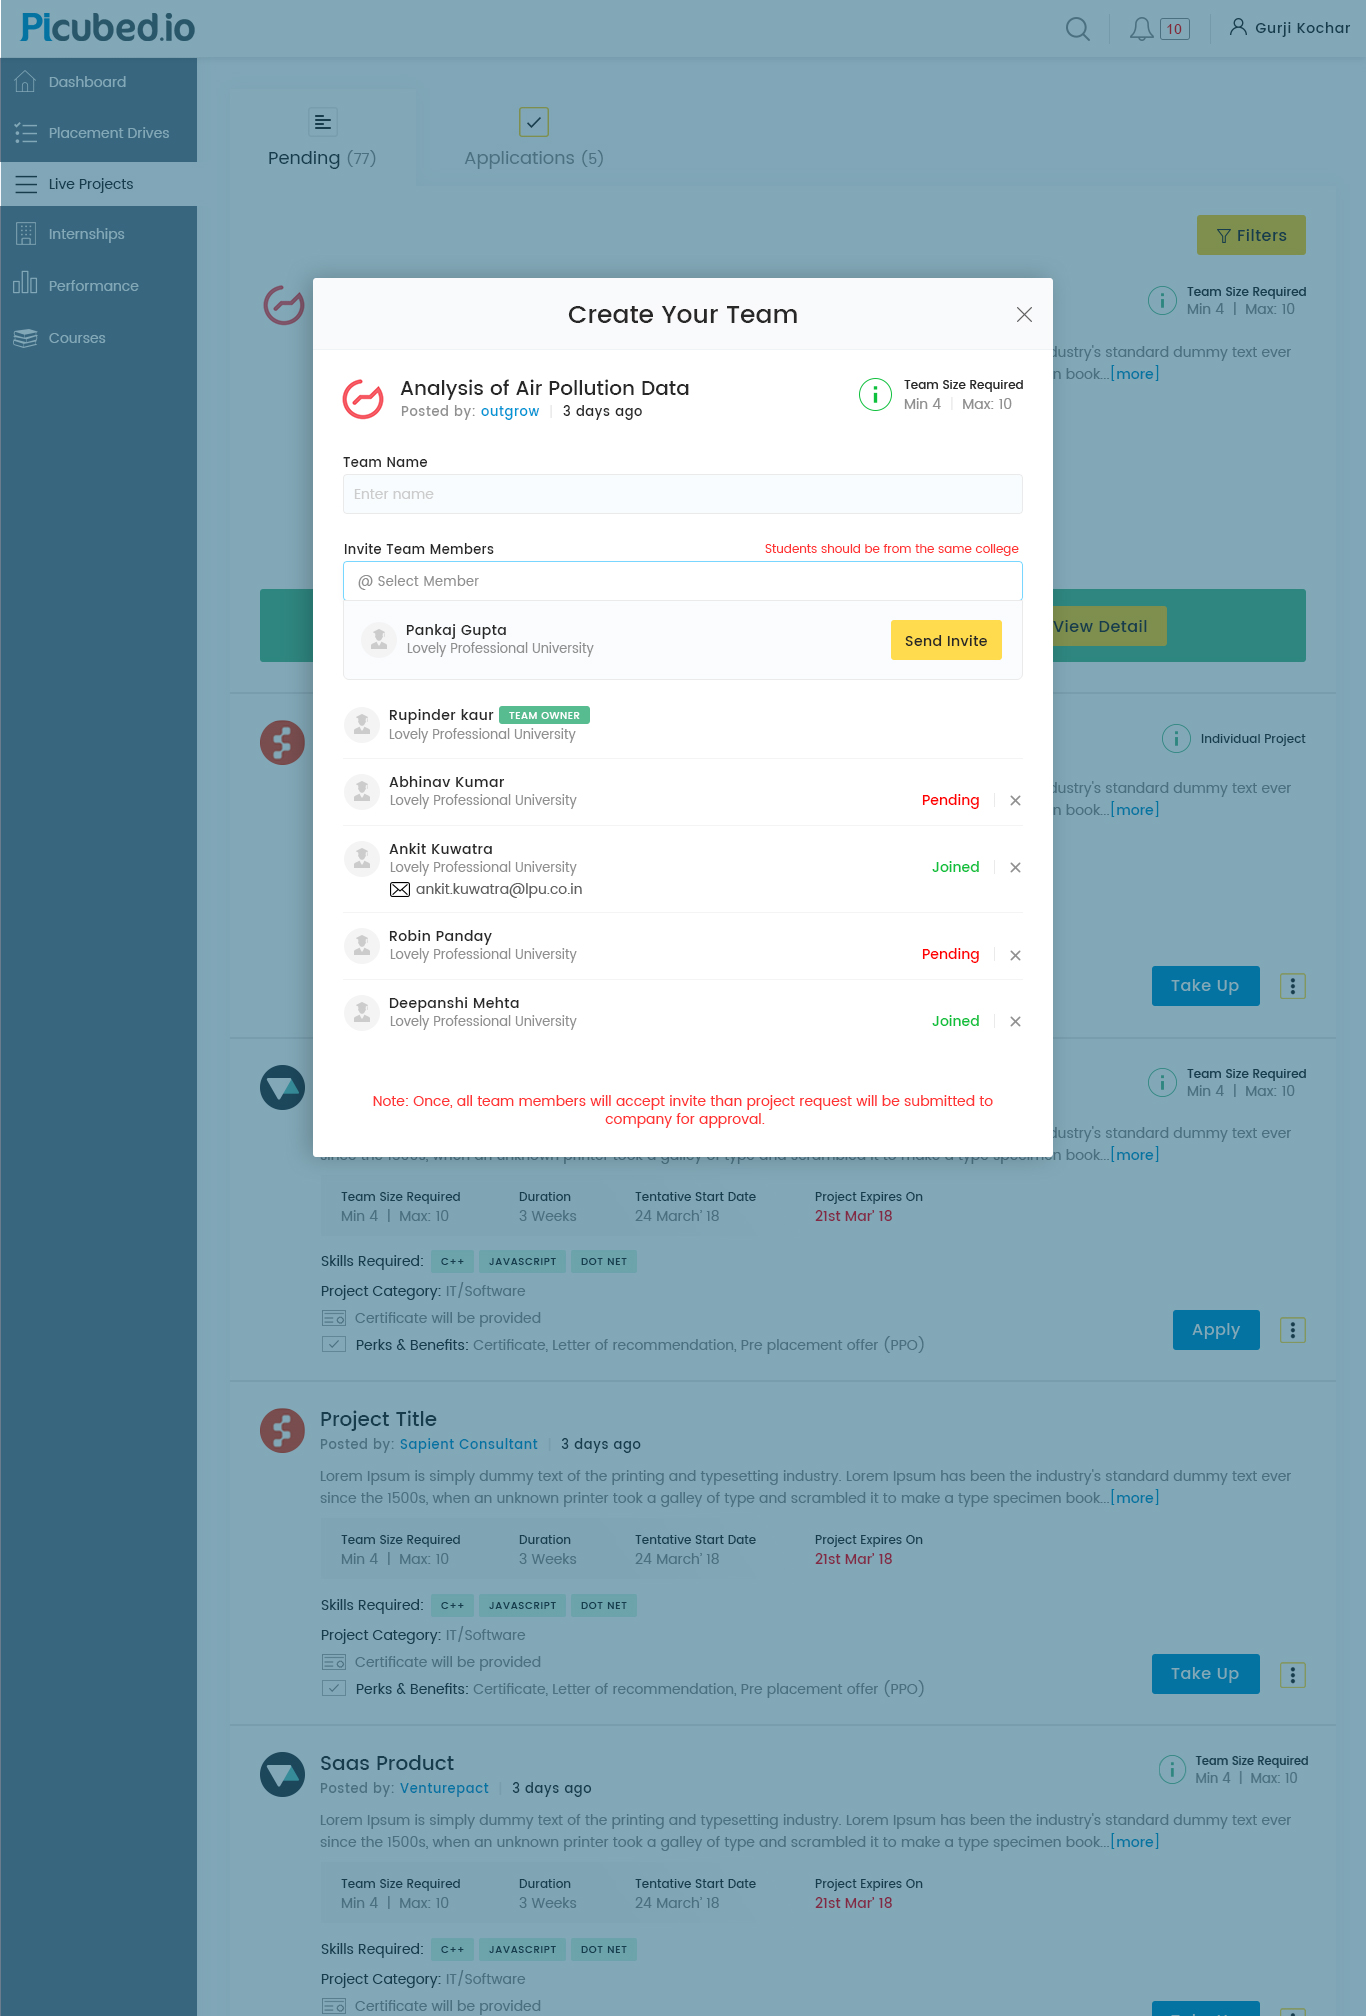 Picubed.io
10
Gurji Kochar
Dashboard
Placement Drives
Live Projects
Internships
Performance
Courses
Pending (77)
Applications (5)
Filters
Team Size Required
Min 4 | Max: 10
dustry's standard dummy text ever
n book...[more]
View Detail
Create Your Team
Analysis of Air Pollution Data
Posted by: outgrow | 3 days ago
Team Size Required
Min 4 | Max: 10
Team Name
Enter name
Invite Team Members
Students should be from the same college
@ Select Member
Pankaj Gupta
Lovely Professional University
Send Invite
Rupinder kaur TEAM OWNER
Lovely Professional University
Abhinav Kumar
Lovely Professional University
Pending
Ankit Kuwatra
Lovely Professional University
Joined
ankit.kuwatra@lpu.co.in
Robin Panday
Lovely Professional University
Pending
Deepanshi Mehta
Lovely Professional University
Joined
Note: Once, all team members will accept invite than project request will be submitted to
company for approval.
Individual Project
dustry's standard dummy text ever
n book...[more]
Take Up
Team Size Required
Min 4 | Max: 10
dustry's standard dummy text ever
since the 1500s, when an unknown printer took a galley of type and scrambled it to make a type specimen book...[more]
Team Size Required Duration Tentative Start Date Project Expires On
Min 4 | Max: 10 3 Weeks 24 March' 18 21st Mar' 18
Skills Required: C++ JAVASCRIPT DOT NET
Project Category: IT/Software
Certificate will be provided
Perks & Benefits: Certificate, Letter of recommendation, Pre placement offer (PPO)
Apply
Project Title
Posted by: Sapient Consultant | 3 days ago
Lorem Ipsum is simply dummy text of the printing and typesetting industry. Lorem Ipsum has been the industry's standard dummy text ever
since the 1500s, when an unknown printer took a galley of type and scrambled it to make a type specimen book...[more]
Team Size Required Duration Tentative Start Date Project Expires On
Min 4 | Max: 10 3 Weeks 24 March' 18 21st Mar' 18
Skills Required: C++ JAVASCRIPT DOT NET
Project Category: IT/Software
Certificate will be provided
Perks & Benefits: Certificate, Letter of recommendation, Pre placement offer (PPO)
Take Up
Saas Product
Posted by: Venturepact | 3 days ago
Team Size Required
Min 4 | Max: 10
Lorem Ipsum is simply dummy text of the printing and typesetting industry. Lorem Ipsum has been the industry's standard dummy text ever
since the 1500s, when an unknown printer took a galley of type and scrambled it to make a type specimen book...[more]
Team Size Required Duration Tentative Start Date Project Expires On
Min 4 | Max: 10 3 Weeks 24 March' 18 21st Mar' 18
Skills Required: C++ JAVASCRIPT DOT NET
Project Category: IT/Software
Certificate will be provided